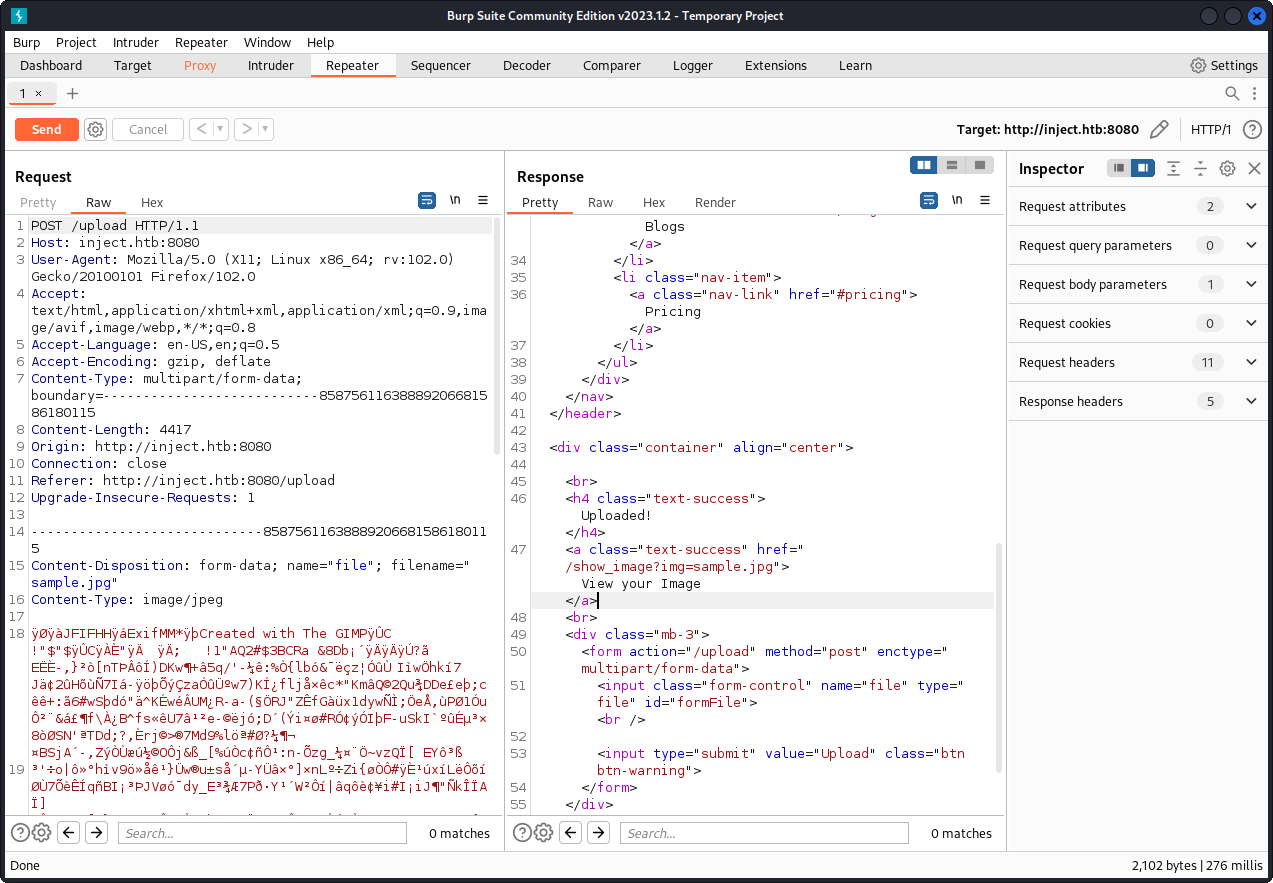 Burp Suite Community Edition v2023.1.2 - Temporary Project
Burp Project Intruder Repeater Window Help
Dashboard Target Proxy Intruder Repeater Sequencer Decoder Comparer Logger Extensions Learn Settings
1 × +
Send Cancel < > Target: http://inject.htb:8080 HTTP/1 ?
Request
Pretty Raw Hex \n
1 POST /upload HTTP/1.1
2 Host: inject.htb:8080
3 User-Agent: Mozilla/5.0 (X11; Linux x86_64; rv:102.0)
Gecko/20100101 Firefox/102.0
4 Accept:
text/html,application/xhtml+xml,application/xml;q=0.9,ima
ge/avif,image/webp,*/*;q=0.8
5 Accept-Language: en-US,en;q=0.5
6 Accept-Encoding: gzip, deflate
7 Content-Type: multipart/form-data;
boundary=---------------------------858756116388892066815
86180115
8 Content-Length: 4417
9 Origin: http://inject.htb:8080
10 Connection: close
11 Referer: http://inject.htb:8080/upload
12 Upgrade-Insecure-Requests: 1
13
14 -----------------------------8587561163888920668158618011
5
15 Content-Disposition: form-data; name="file"; filename="
sample.jpg"
16 Content-Type: image/jpeg
17
18 ÿØÿàJFIFHHÿáExifMM*ÿþCreated with The GIMPÿÛC
19
? Search... 0 matches
Response
Pretty Raw Hex Render \n
Blogs
</a>
34 </li>
35 <li class="nav-item">
36 <a class="nav-link" href="#pricing">
Pricing
</a>
37 </li>
38 </ul>
39 </div>
40 </nav>
41 </header>
42
43 <div class="container" align="center">
44
45 <br>
46 <h4 class="text-success">
Uploaded!
</h4>
47 <a class="text-success" href="
/show_image?img=sample.jpg">
View your Image
</a>
48 <br>
49 <div class="mb-3">
50 <form action="/upload" method="post" enctype="
multipart/form-data">
51 <input class="form-control" name="file" type="
file" id="formFile">
<br />
52
53 <input type="submit" value="Upload" class="btn
btn-warning">
54 </form>
55 </div>
? Search... 0 matches
Inspector
Request attributes 2
Request query parameters 0
Request body parameters 1
Request cookies 0
Request headers 11
Response headers 5
Done 2,102 bytes | 276 millis